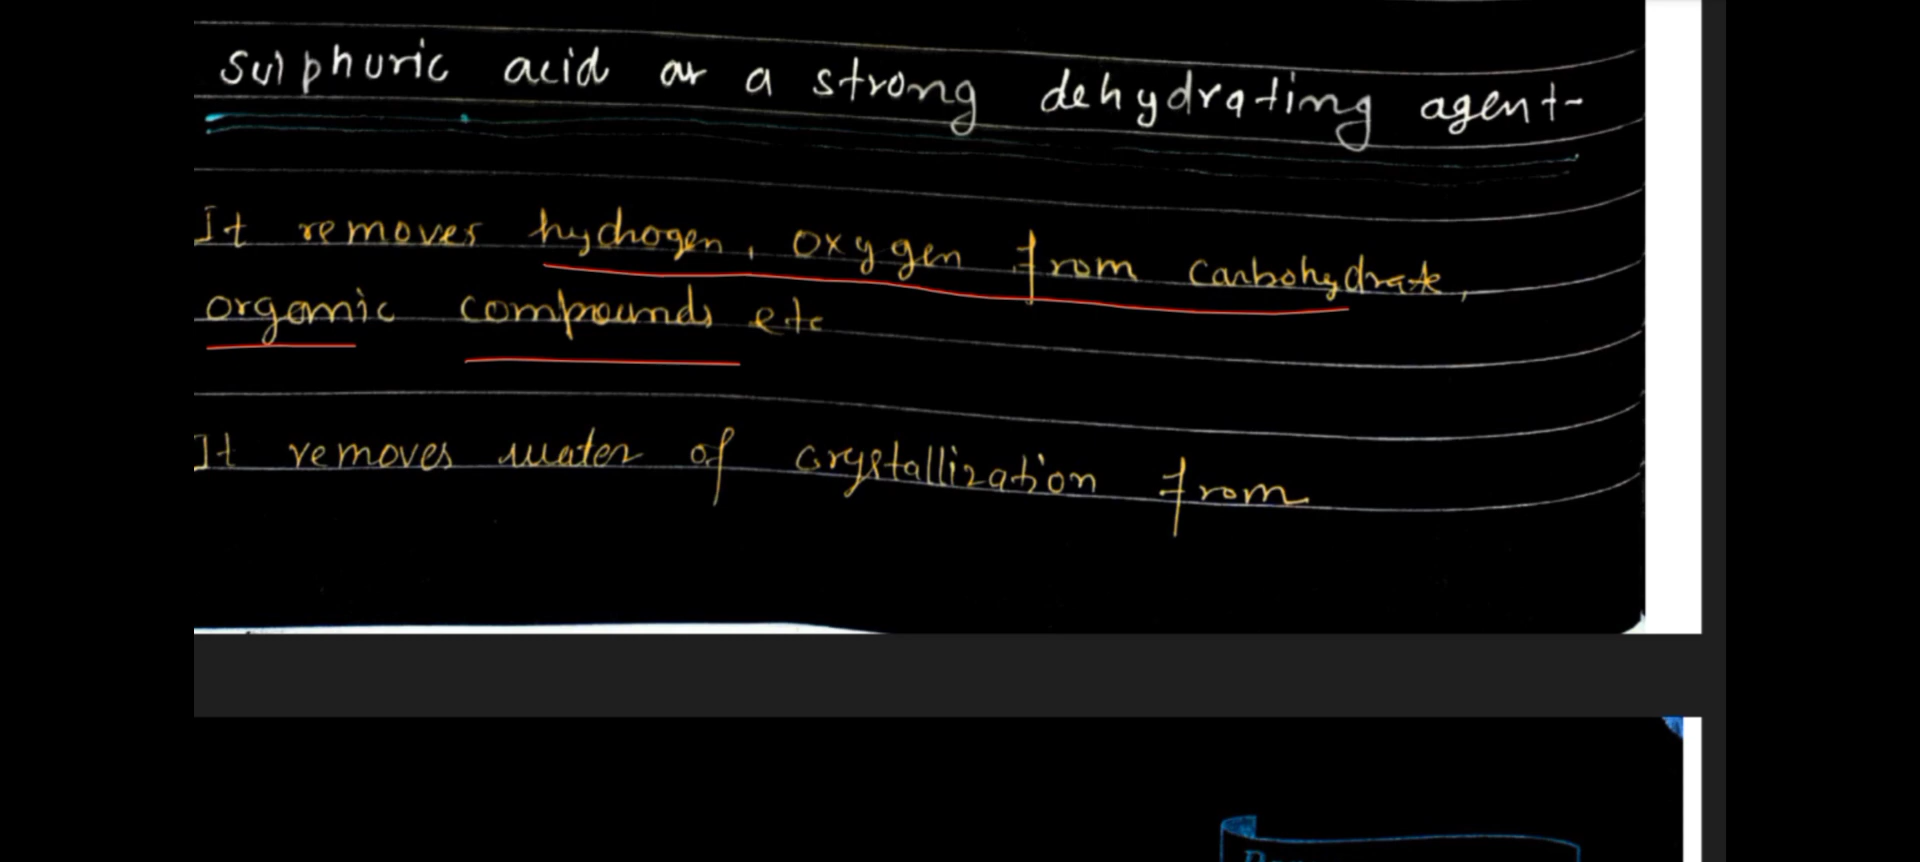 sulphuric acid as a strong dehydrating agent-
It removes hydrogen, oxygen from carbohydrate,
organic compounds etc
It removes water of crystallization from